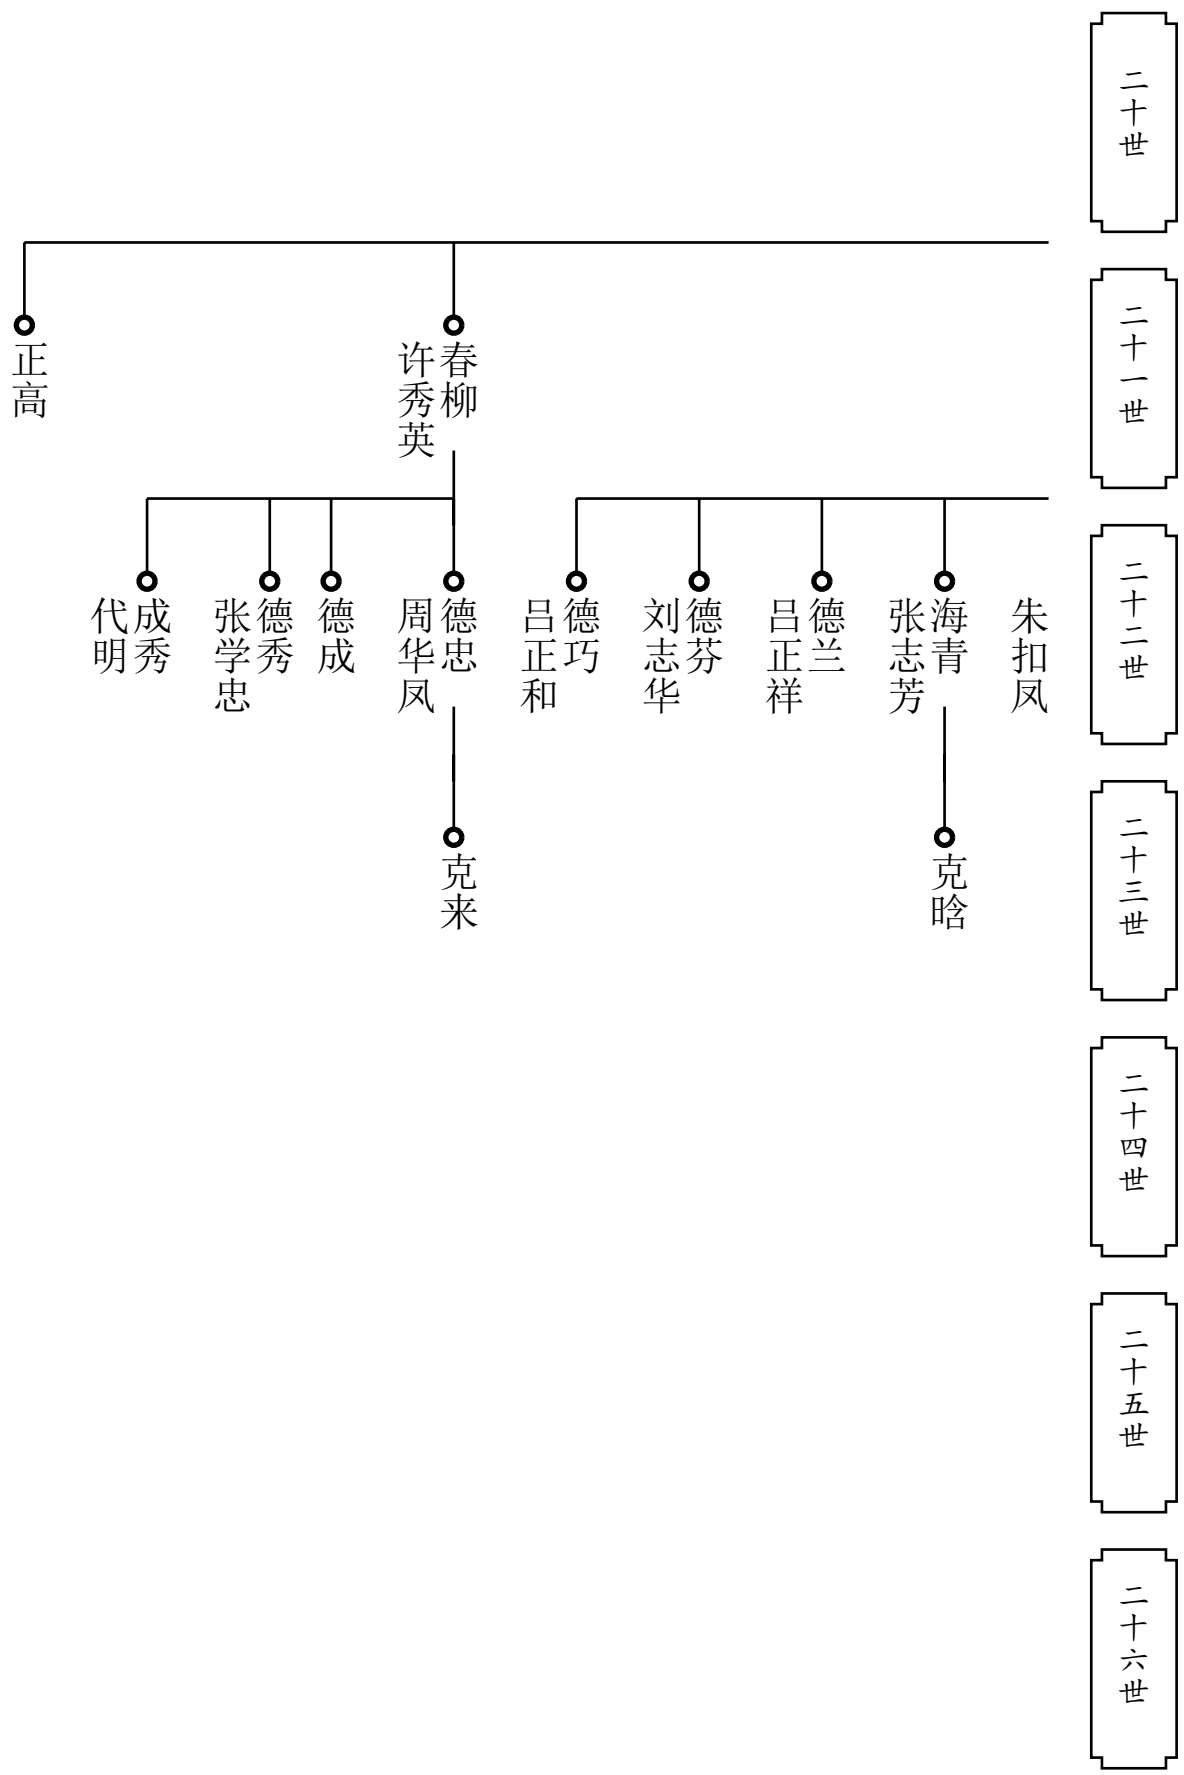 二十世
二十一世
春柳
许秀英
正高
二十二世
朱扣凤
海青
张志芳
德兰
吕正祥
德芬
刘志华
德巧
吕正和
德忠
周华凤
德成
德秀
张学忠
成秀
代明
二十三世
克晗
克来
二十四世
二十五世
二十六世